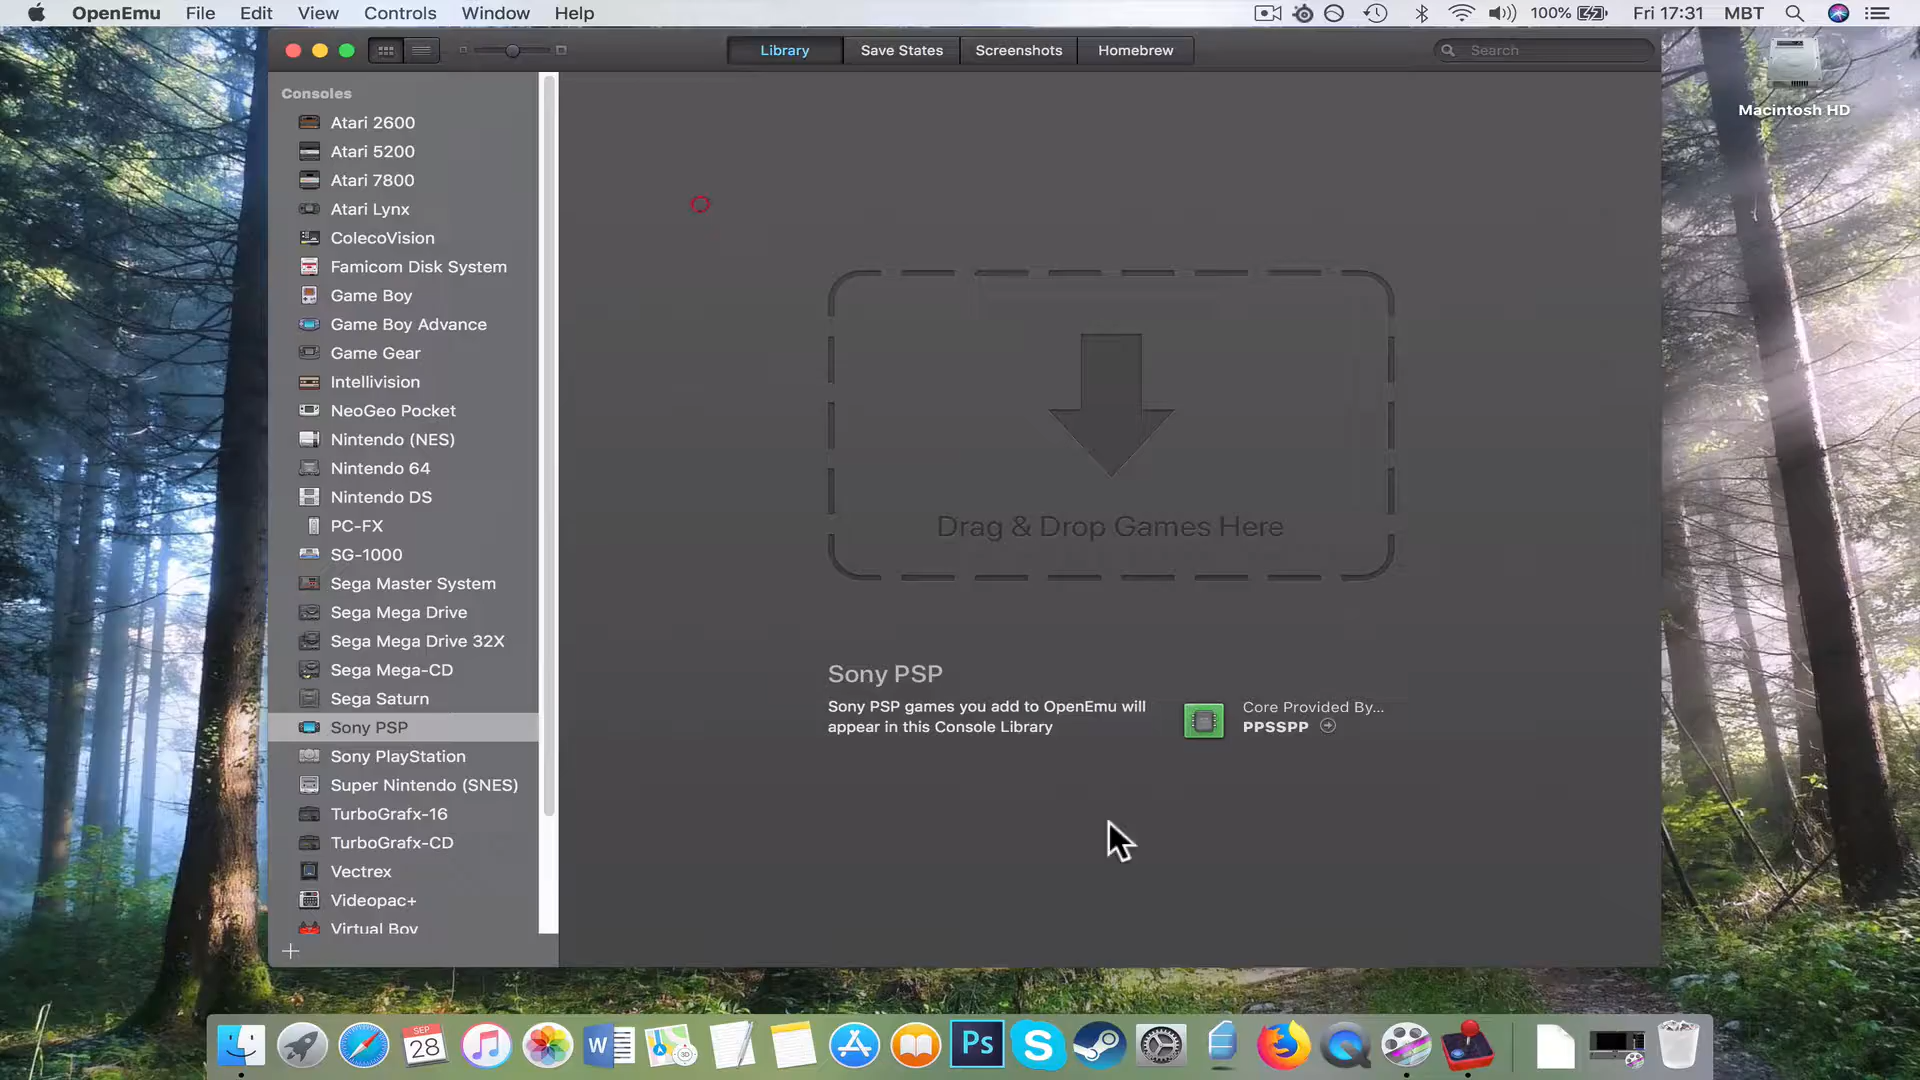 OpenEmu File Edit View Controls Window Help 100% Fri 17:31 MBT
Library Save States Screenshots Homebrew Search
Macintosh HD
Consoles
Atari 2600
Atari 5200
Atari 7800
Atari Lynx
ColecoVision
Famicom Disk System
Game Boy
Game Boy Advance
Game Gear
Intellivision
NeoGeo Pocket
Nintendo (NES)
Nintendo 64
Nintendo DS
PC-FX
SG-1000
Sega Master System
Sega Mega Drive
Sega Mega Drive 32X
Sega Mega-CD
Sega Saturn
Sony PSP
Sony PlayStation
Super Nintendo (SNES)
TurboGrafx-16
TurboGrafx-CD
Vectrex
Videopac+
Virtual Boy
Drag & Drop Games Here
Sony PSP
Sony PSP games you add to OpenEmu will
appear in this Console Library
Core Provided By...
PPSSPP
SEP
28
W
3D
Ps
S